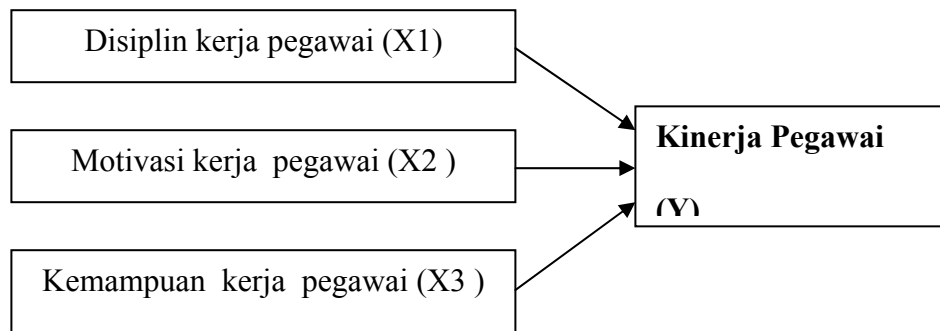 Disiplin kerja pegawai (X1)
Motivasi kerja pegawai (X2 )
Kemampuan kerja pegawai (X3 )
Kinerja Pegawai
(Y)